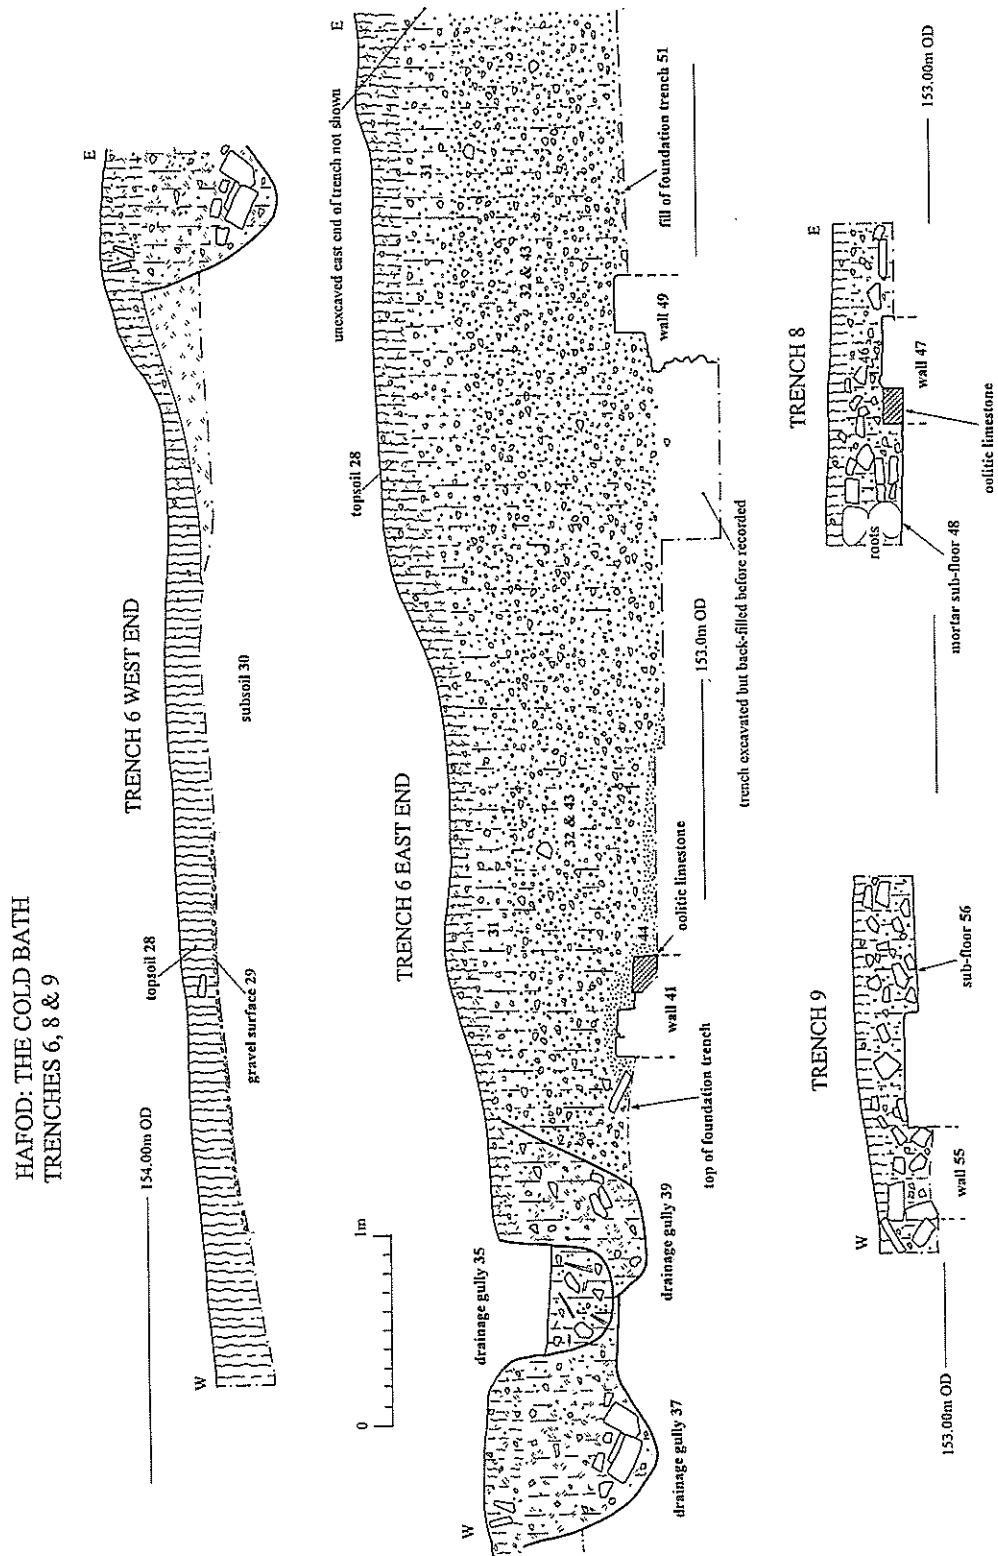 HAFOD: THE COLD BATH
TRENCHES 6, 8 & 9
TRENCH 6 WEST END
W
E
154.00m OD
topsoil 28
gravel surface 29
subsoil 30
TRENCH 6 EAST END
W
E
0
1m
drainage gully 35
drainage gully 37
drainage gully 39
top of foundation trench
wall 41
44
oolitic limestone
31
32 & 43
153.0m OD
topsoil 28
trench excavated but back-filled before recorded
31
32 & 43
wall 49
fill of foundation trench 51
unexcaved east end of trench not shown
TRENCH 9
W
153.00m OD
wall 55
sub-floor 56
TRENCH 8
E
roots
46
wall 47
mortar sub-floor 48
oolitic limestone
153.00m OD